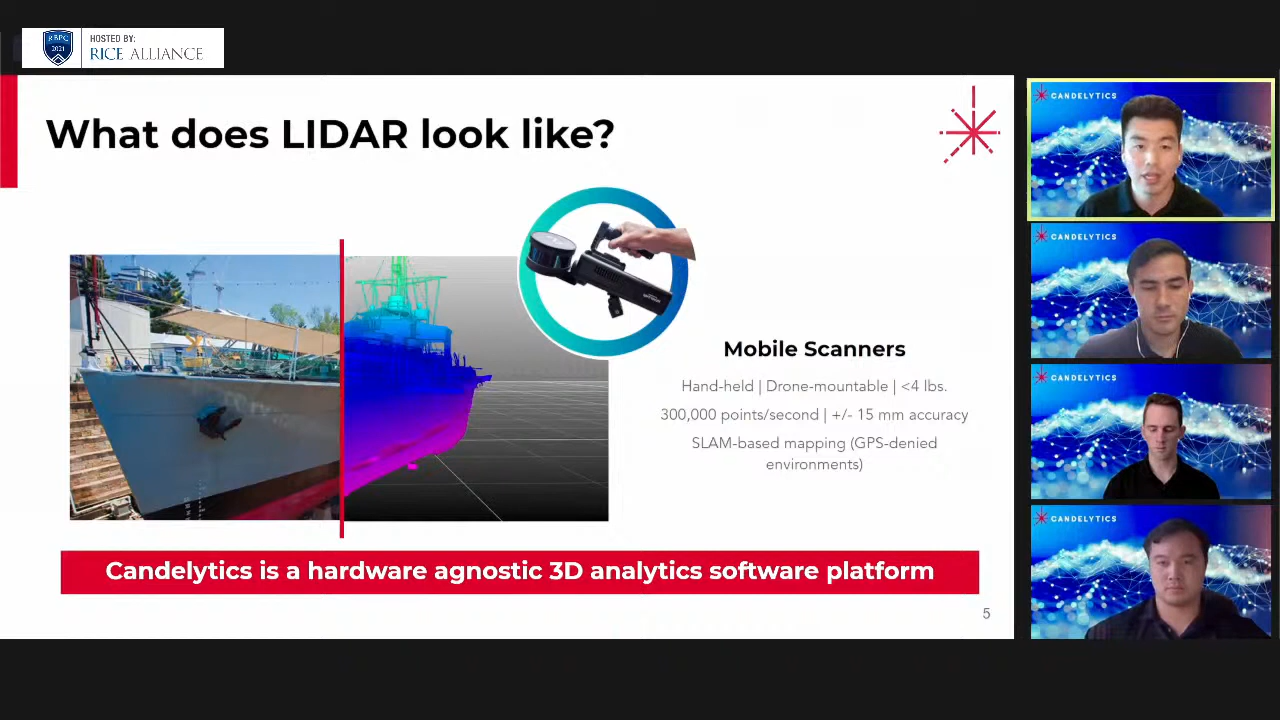 RBPC
2021
HOSTED BY:
RICE ALLIANCE
What does LIDAR look like?
Mobile Scanners
Hand-held | Drone-mountable | <4 lbs.
300,000 points/second | +/- 15 mm accuracy
SLAM-based mapping (GPS-denied
environments)
Candelytics is a hardware agnostic 3D analytics software platform
5
CANDELYTICS
CANDELYTICS
CANDELYTICS
CANDELYTICS